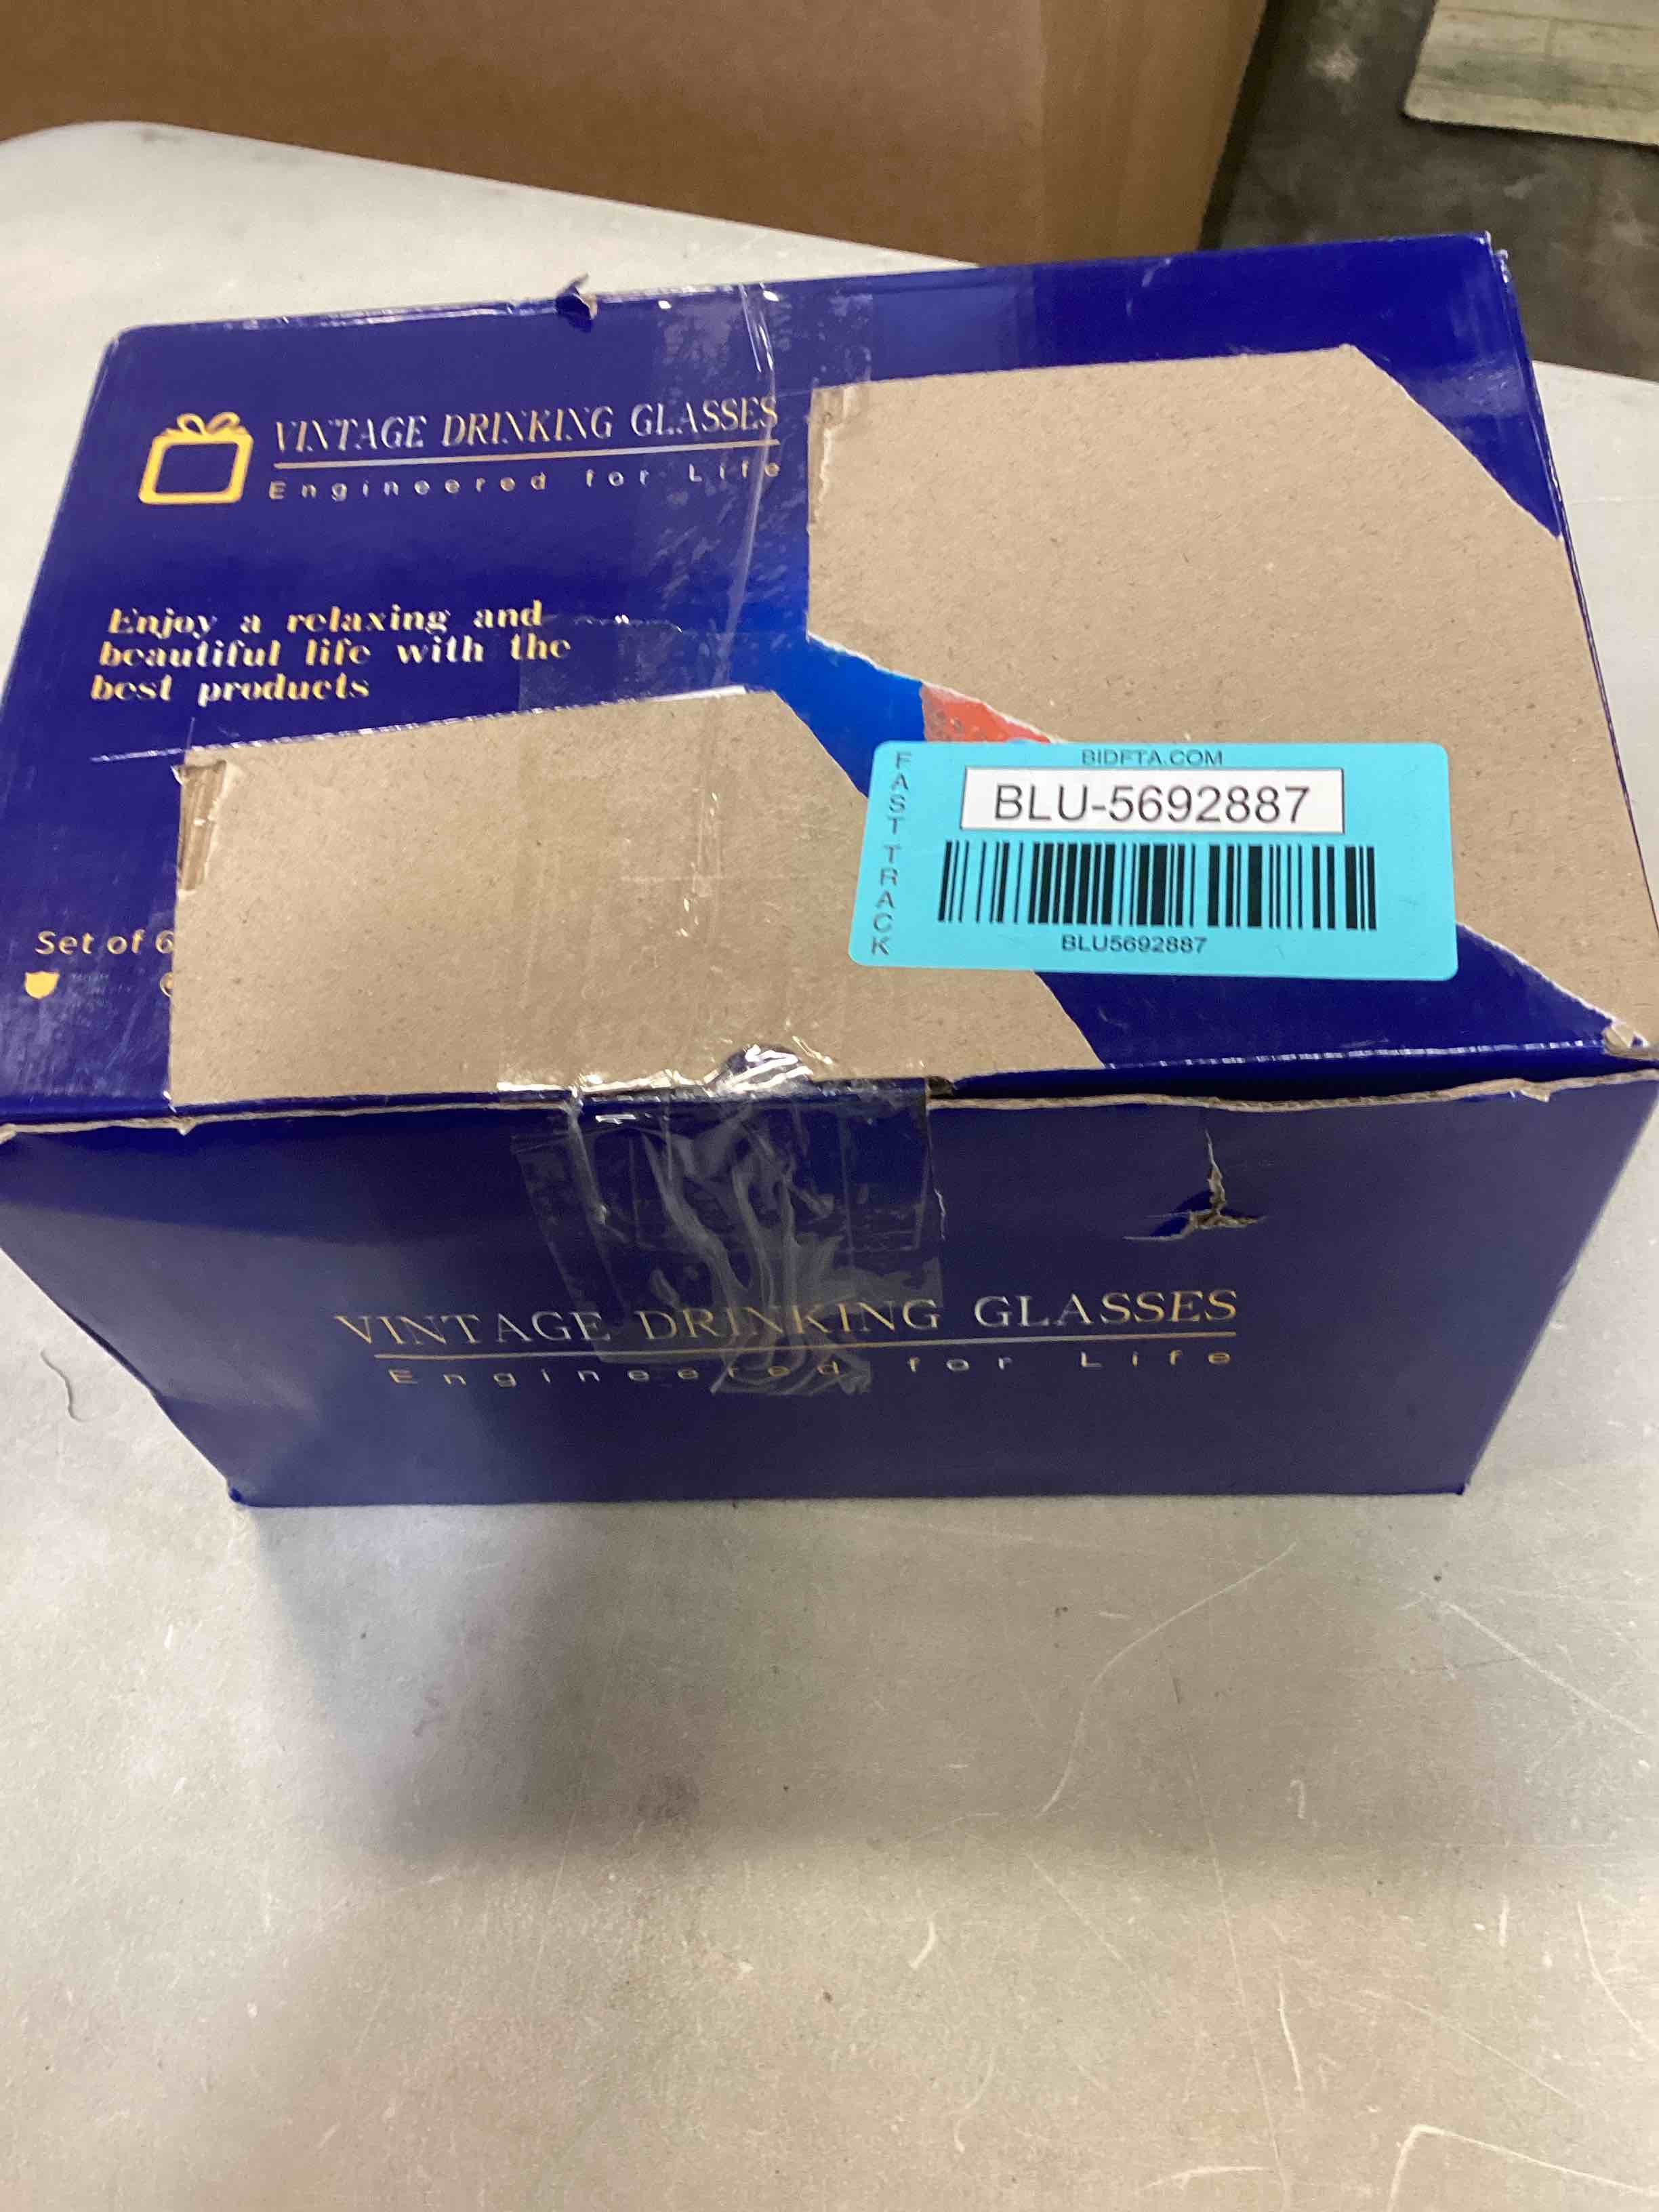 VINTAGE DRINKING GLASSES
Engineered for Life
Enjoy a relaxing and
beautiful life with the
best products
Set of 6
FAST TRACK
BIDFTA.COM
BLU-5692887
BLU5692887
VINTAGE DRINKING GLASSES
Engineered for Life